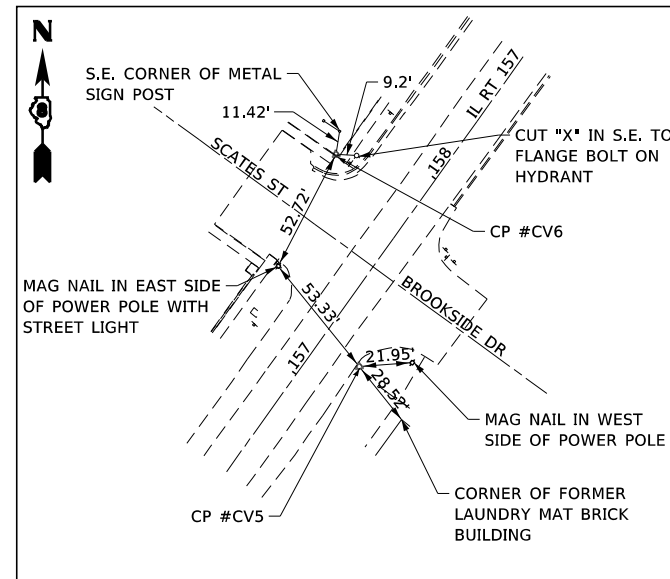 N
S
S.E. CORNER OF METAL
SIGN POST
11.42'
9.2'
IL RT 157
158
CUT "X" IN S.E. TO
FLANGE BOLT ON
HYDRANT
SCATES ST
52.72'
CP #CV6
MAG NAIL IN EAST SIDE
OF POWER POLE WITH
STREET LIGHT
53.33'
BROOKSIDE DR
157
21.95'
28.52'
MAG NAIL IN WEST
SIDE OF POWER POLE
CP #CV5
CORNER OF FORMER
LAUNDRY MAT BRICK
BUILDING